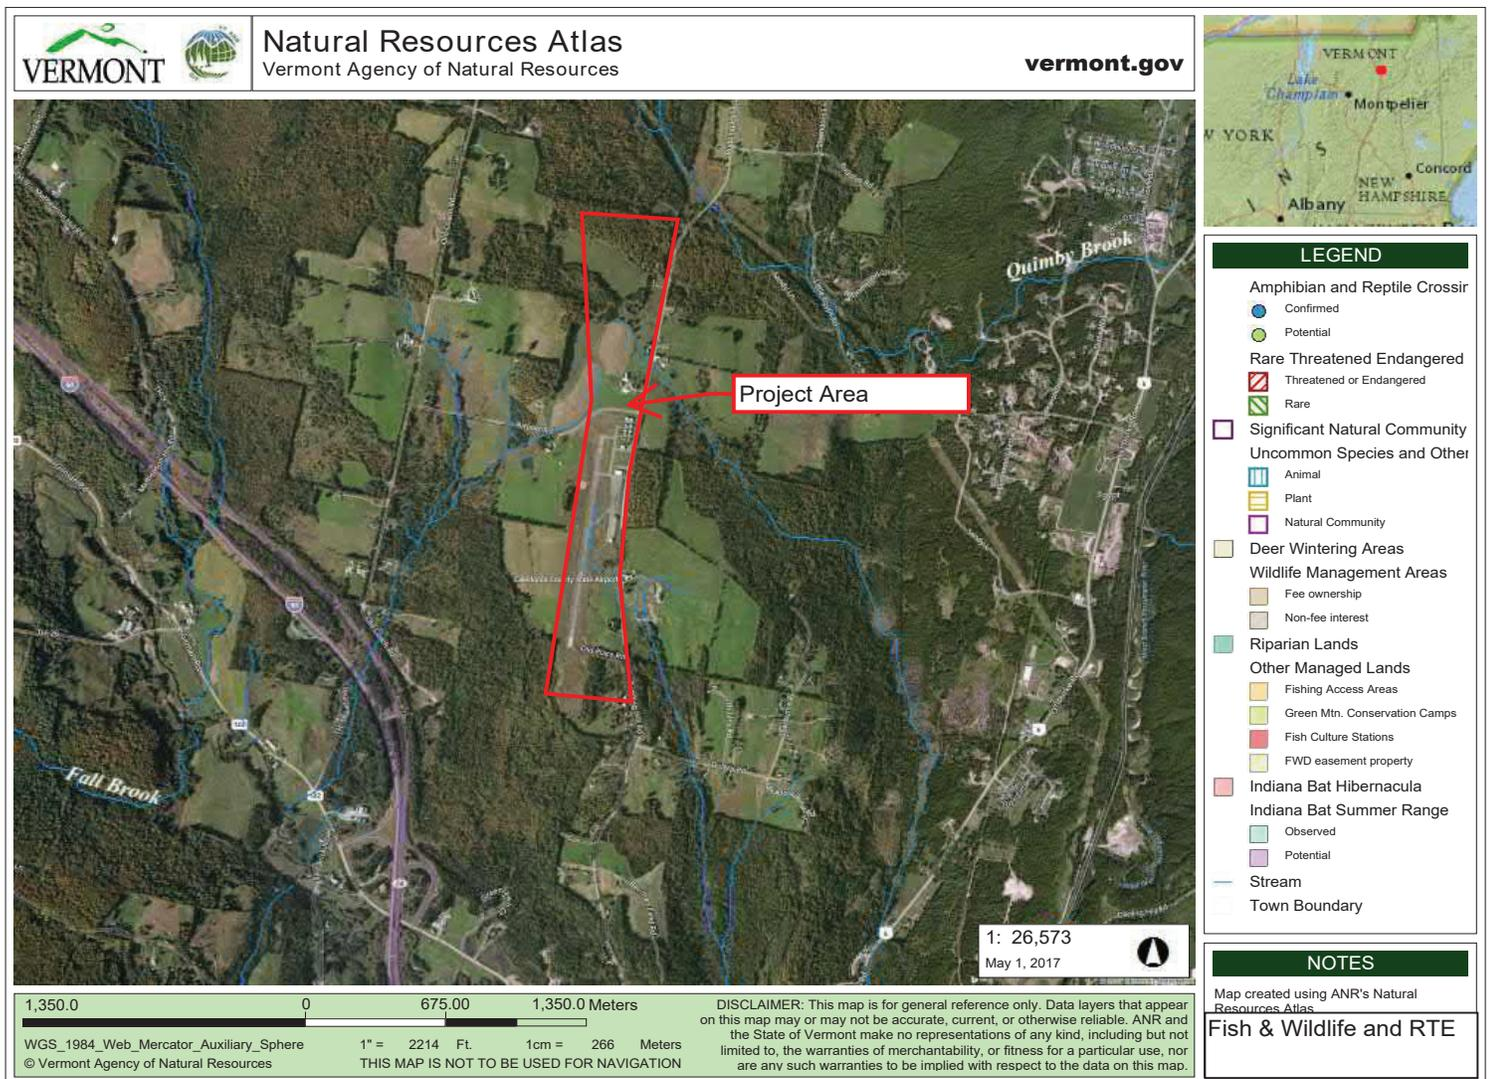 VERMONT
Natural Resources Atlas
Vermont Agency of Natural Resources
vermont.gov
VERMONT
Lake
Champlain
Montpelier
W YORK
S
N
I
Concord
NEW
HAMPSHIRE
Albany
Quimby Brook
Project Area
Caledonia County State Airport
Fall Brook
1: 26,573
May 1, 2017
LEGEND
Amphibian and Reptile Crossin
Confirmed
Potential
Rare Threatened Endangered
Threatened or Endangered
Rare
Significant Natural Community
Uncommon Species and Other
Animal
Plant
Natural Community
Deer Wintering Areas
Wildlife Management Areas
Fee ownership
Non-fee interest
Riparian Lands
Other Managed Lands
Fishing Access Areas
Green Mtn. Conservation Camps
Fish Culture Stations
FWD easement property
Indiana Bat Hibernacula
Indiana Bat Summer Range
Observed
Potential
Stream
Town Boundary
NOTES
Map created using ANR's Natural
Resources Atlas
Fish & Wildlife and RTE
1,350.0 0 675.00 1,350.0 Meters
WGS_1984_Web_Mercator_Auxiliary_Sphere 1" = 2214 Ft. 1cm = 266 Meters
© Vermont Agency of Natural Resources THIS MAP IS NOT TO BE USED FOR NAVIGATION
DISCLAIMER: This map is for general reference only. Data layers that appear
on this map may or may not be accurate, current, or otherwise reliable. ANR and
the State of Vermont make no representations of any kind, including but not
limited to, the warranties of merchantability, or fitness for a particular use, nor
are any such warranties to be implied with respect to the data on this map.